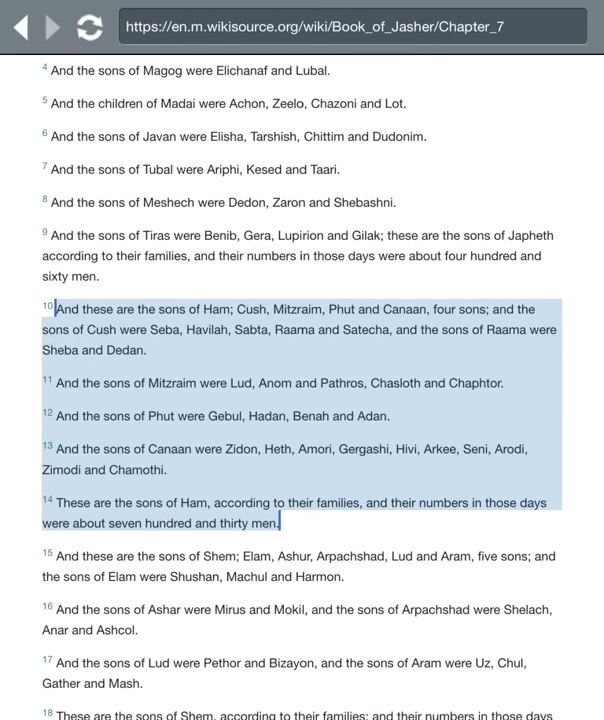 https://en.m.wikisource.org/wiki/Book_of_Jasher/Chapter_7
4 And the sons of Magog were Elichanaf and Lubal.
5 And the children of Madai were Achon, Zeelo, Chazoni and Lot.
6 And the sons of Javan were Elisha, Tarshish, Chittim and Dudonim.
7 And the sons of Tubal were Ariphi, Kesed and Taari.
8 And the sons of Meshech were Dedon, Zaron and Shebashni.
9 And the sons of Tiras were Benib, Gera, Lupirion and Gilak; these are the sons of Japheth
according to their families, and their numbers in those days were about four hundred and
sixty men.
10 And these are the sons of Ham; Cush, Mitzraim, Phut and Canaan, four sons; and the
sons of Cush were Seba, Havilah, Sabta, Raama and Satecha, and the sons of Raama were
Sheba and Dedan.
11 And the sons of Mitzraim were Lud, Anom and Pathros, Chasloth and Chaphtor.
12 And the sons of Phut were Gebul, Hadan, Benah and Adan.
13 And the sons of Canaan were Zidon, Heth, Amori, Gergashi, Hivi, Arkee, Seni, Arodi,
Zimodi and Chamothi.
14 These are the sons of Ham, according to their families, and their numbers in those days
were about seven hundred and thirty men.
15 And these are the sons of Shem; Elam, Ashur, Arpachshad, Lud and Aram, five sons; and
the sons of Elam were Shushan, Machul and Harmon.
16 And the sons of Ashar were Mirus and Mokil, and the sons of Arpachshad were Shelach,
Anar and Ashcol.
17 And the sons of Lud were Pethor and Bizayon, and the sons of Aram were Uz, Chul,
Gather and Mash.
18 These are the sons of Shem, according to their families; and their numbers in those days